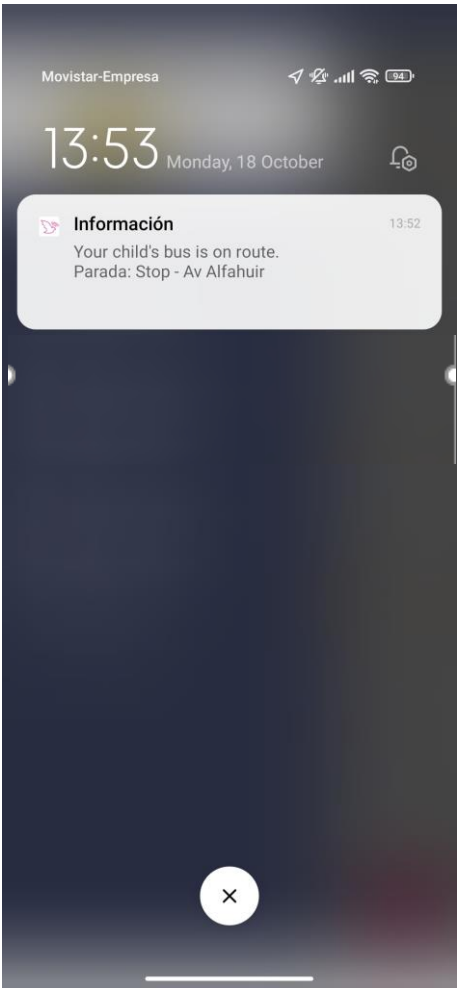 Movistar-Empresa 94
13:53 Monday, 18 October
Información 13:52
Your child's bus is on route.
Parada: Stop - Av Alfahuir